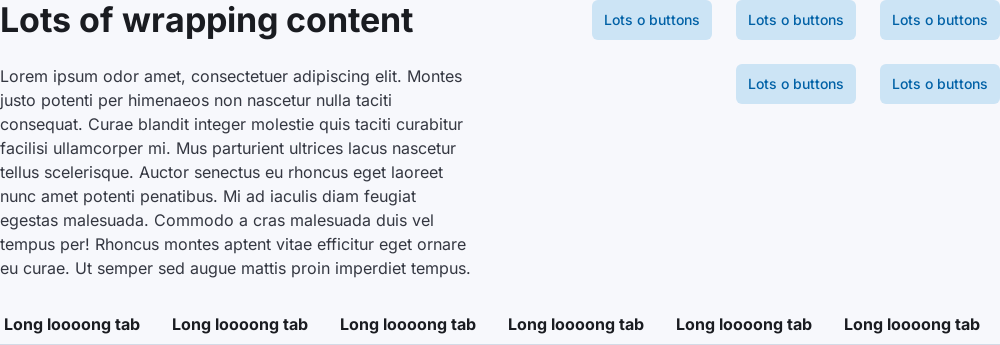 Lots of wrapping content
Lots o buttons
Lots o buttons
Lots o buttons
Lots o buttons
Lots o buttons
Lorem ipsum odor amet, consectetuer adipiscing elit. Montes
justo potenti per himenaeos non nascetur nulla taciti
consequat. Curae blandit integer molestie quis taciti curabitur
facilisi ullamcorper mi. Mus parturient ultrices lacus nascetur
tellus scelerisque. Auctor senectus eu rhoncus eget laoreet
nunc amet potenti penatibus. Mi ad iaculis diam feugiat
egestas malesuada. Commodo a cras malesuada duis vel
tempus per! Rhoncus montes aptent vitae efficitur eget ornare
eu curae. Ut semper sed augue mattis proin imperdiet tempus.
Long loooong tab
Long loooong tab
Long loooong tab
Long loooong tab
Long loooong tab
Long loooong tab